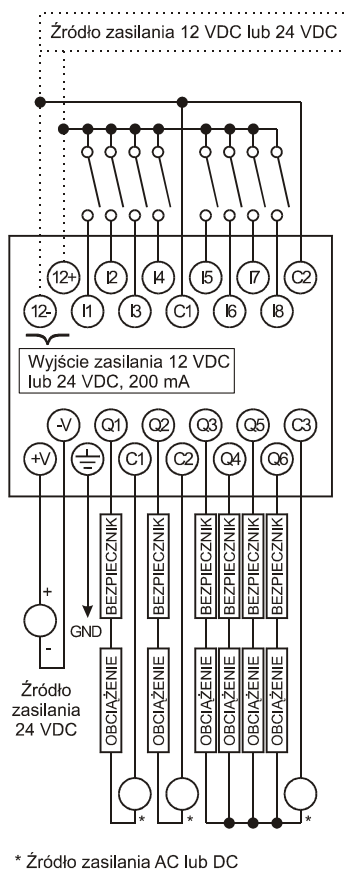 Źródło zasilania 12 VDC lub 24 VDC
12+ I2 I4 I5 I7 C2
12- I1 I3 C1 I6 I8
Wyjście zasilania 12 VDC
lub 24 VDC, 200 mA
-V Q1 Q2 Q3 Q5 C3
+V C1 C2 Q4 Q6
BEZPIECZNIK
BEZPIECZNIK
BEZPIECZNIK
BEZPIECZNIK
BEZPIECZNIK
BEZPIECZNIK
+
-
GND
Źródło
zasilania
24 VDC
OBCIĄŻENIE
OBCIĄŻENIE
OBCIĄŻENIE
OBCIĄŻENIE
OBCIĄŻENIE
OBCIĄŻENIE
* * *
* Źródło zasilania AC lub DC